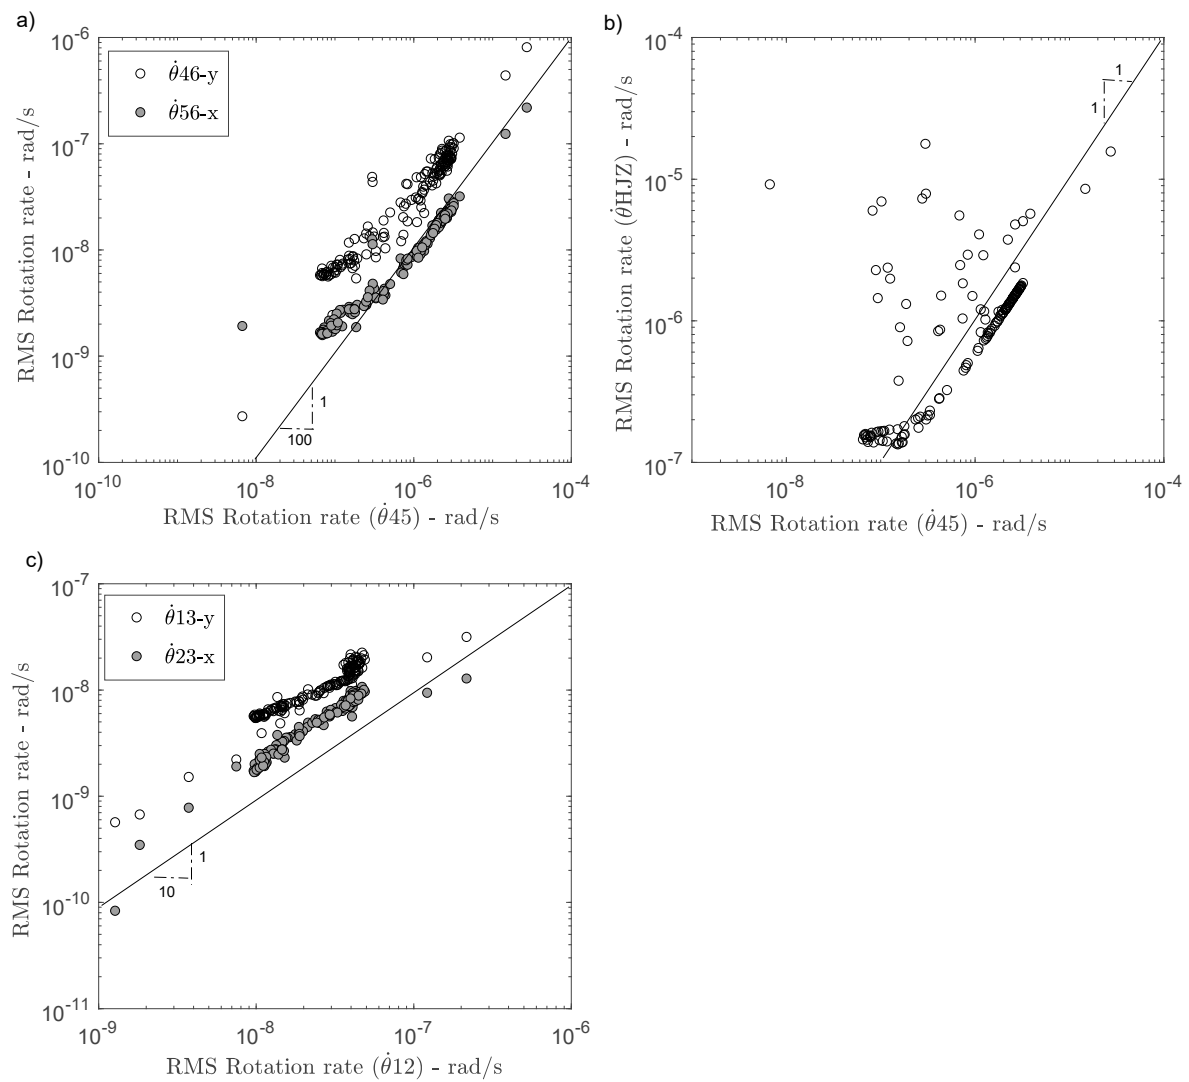 a)
10^-6
10^-7
10^-8
10^-9
10^-10
RMS Rotation rate - rad/s
θ̇46-y
θ̇56-x
1
100
10^-10
10^-8
10^-6
10^-4
RMS Rotation rate (θ̇45) - rad/s
b)
10^-4
10^-5
10^-6
10^-7
RMS Rotation rate (θ̇HJZ) - rad/s
1
1
10^-8
10^-6
10^-4
RMS Rotation rate (θ̇45) - rad/s
c)
10^-7
10^-8
10^-9
10^-10
10^-11
RMS Rotation rate - rad/s
θ̇13-y
θ̇23-x
1
10
10^-9
10^-8
10^-7
10^-6
RMS Rotation rate (θ̇12) - rad/s